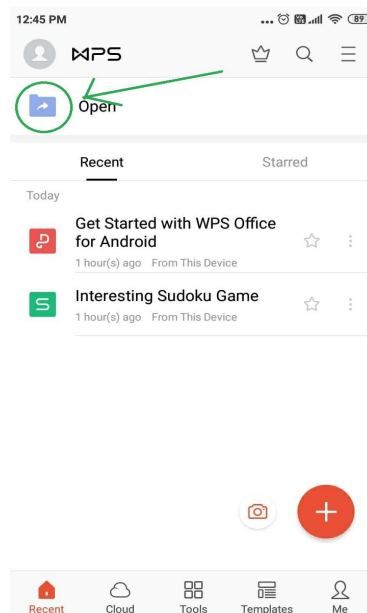 12:45 PM
89
WPS
Open
Recent
Starred
Today
Get Started with WPS Office
for Android
1 hour(s) ago From This Device
Interesting Sudoku Game
1 hour(s) ago From This Device
Recent
Cloud
Tools
Templates
Me